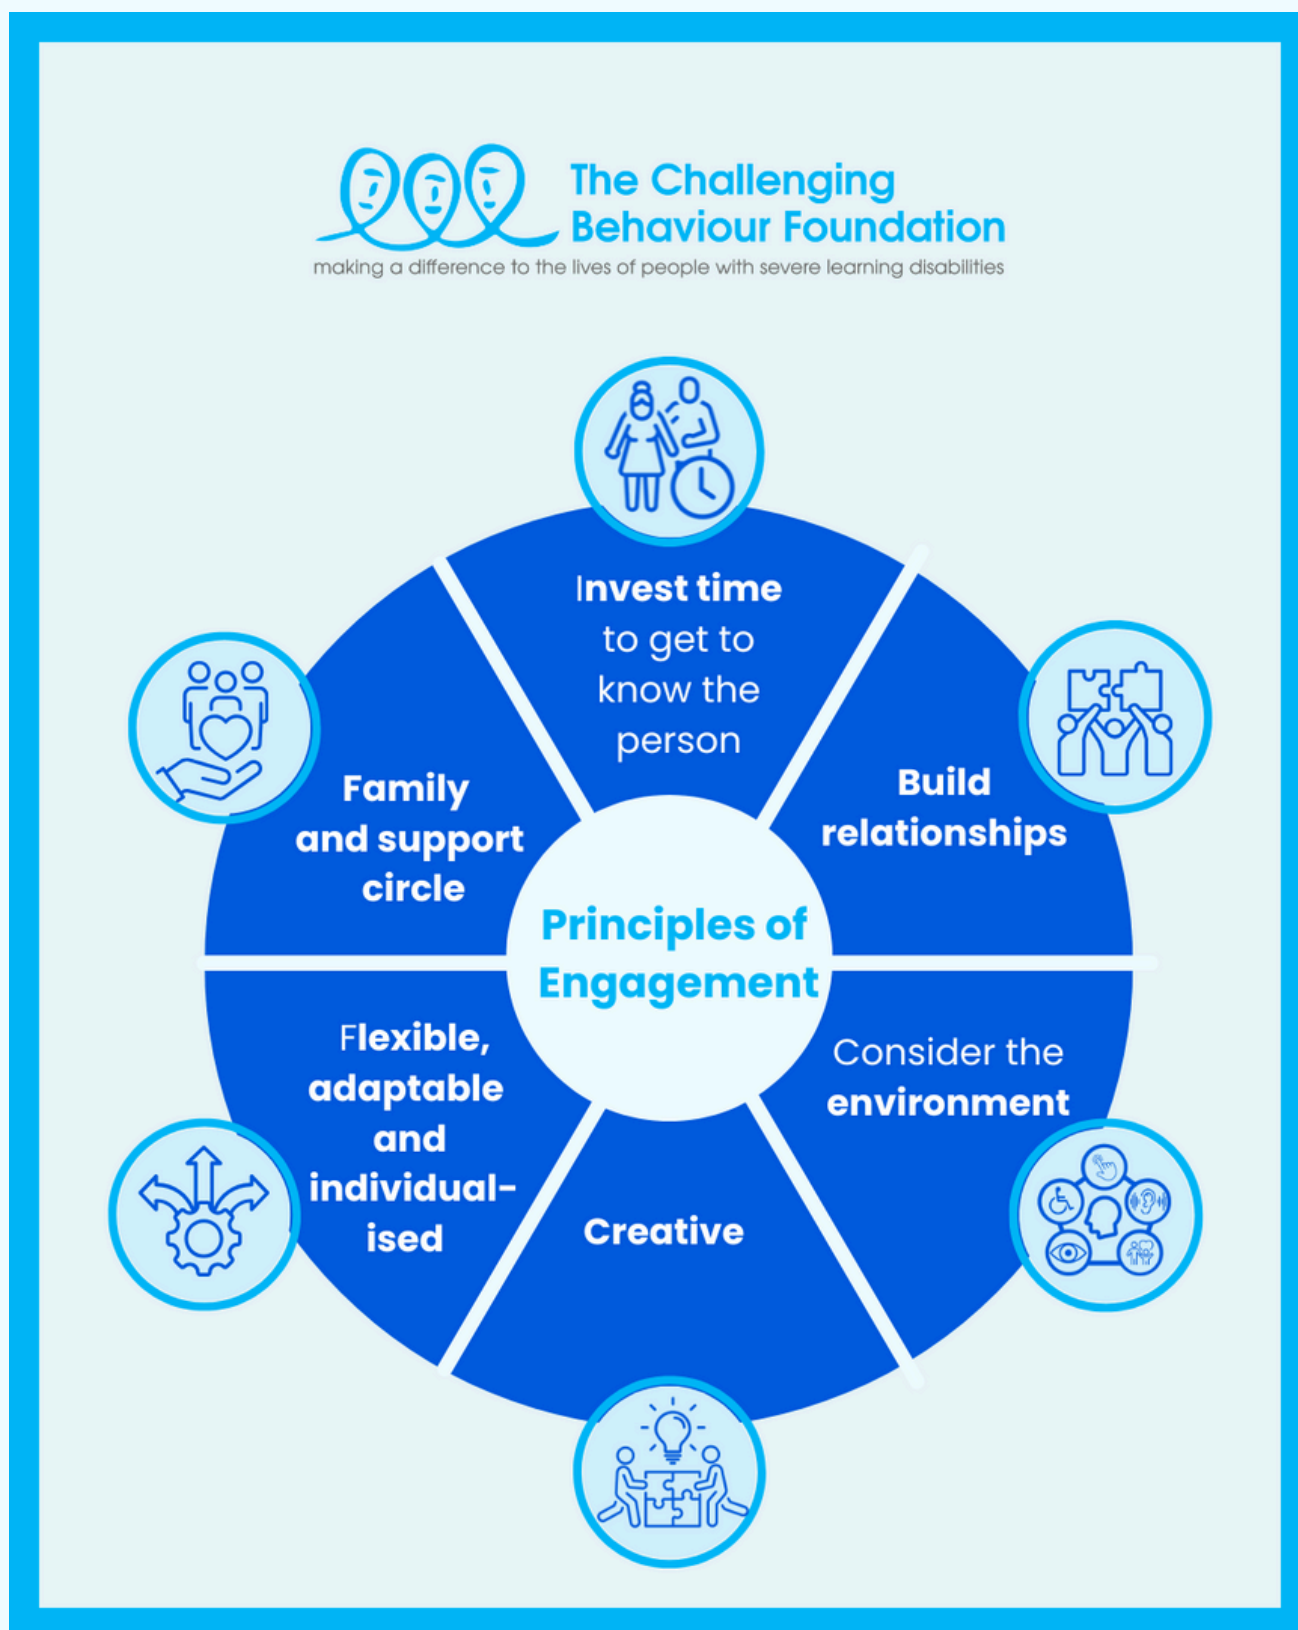 The Challenging
Behaviour Foundation
making a difference to the lives of people with severe learning disabilities
Invest time
to get to
know the
person
Build
relationships
Consider the
environment
Creative
Flexible,
adaptable
and
individual-
ised
Family
and support
circle
Principles of
Engagement